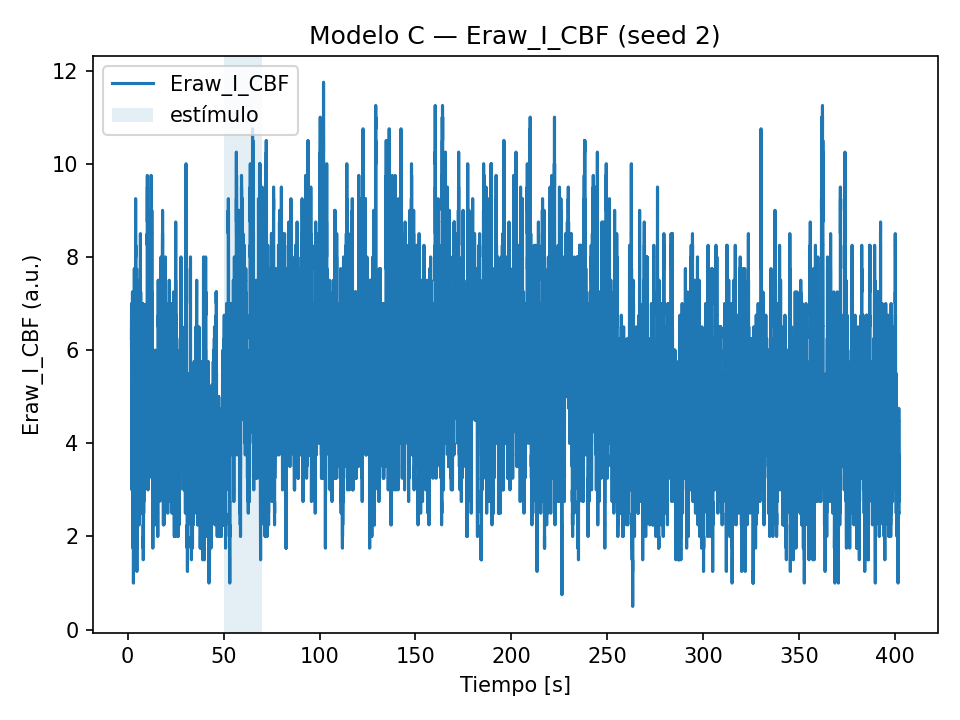 Modelo C — Eraw_I_CBF (seed 2)
Eraw_I_CBF
estímulo
12
10
8
6
4
2
0
Eraw_I_CBF (a.u.)
0 50 100 150 200 250 300 350 400
Tiempo [s]